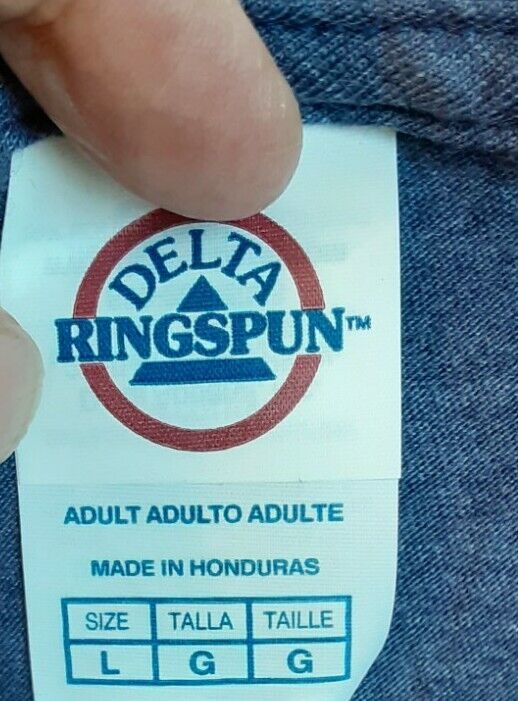 DELTA
RINGSPUN™
ADULT ADULTO ADULTE
MADE IN HONDURAS
SIZE TALLA TAILLE
L G G